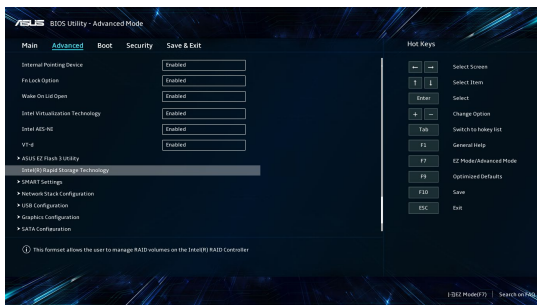 ASUS BIOS Utility - Advanced Mode
Main Advanced Boot Security Save & Exit
Hot Keys
Internal Pointing Device Enabled
Fn Lock Option Enabled
Wake On Lid Open Enabled
Intel Virtualization Technology Enabled
Intel AES-NI Enabled
VT-d Enabled
> ASUS EZ Flash 3 Utility
Intel(R) Rapid Storage Technology
> SMART Settings
> Network Stack Configuration
> USB Configuration
> Graphics Configuration
> SATA Configuration
← → Select Screen
↑ ↓ Select Item
Enter Select
+ − Change Option
Tab Switch to hokey list
F1 General Help
F7 EZ Mode/Advanced Mode
F9 Optimized Defaults
F10 Save
ESC Exit
This formset allows the user to manage RAID volumes on the Intel(R) RAID Controller
EZ Mode(F7) | Search on FAQ